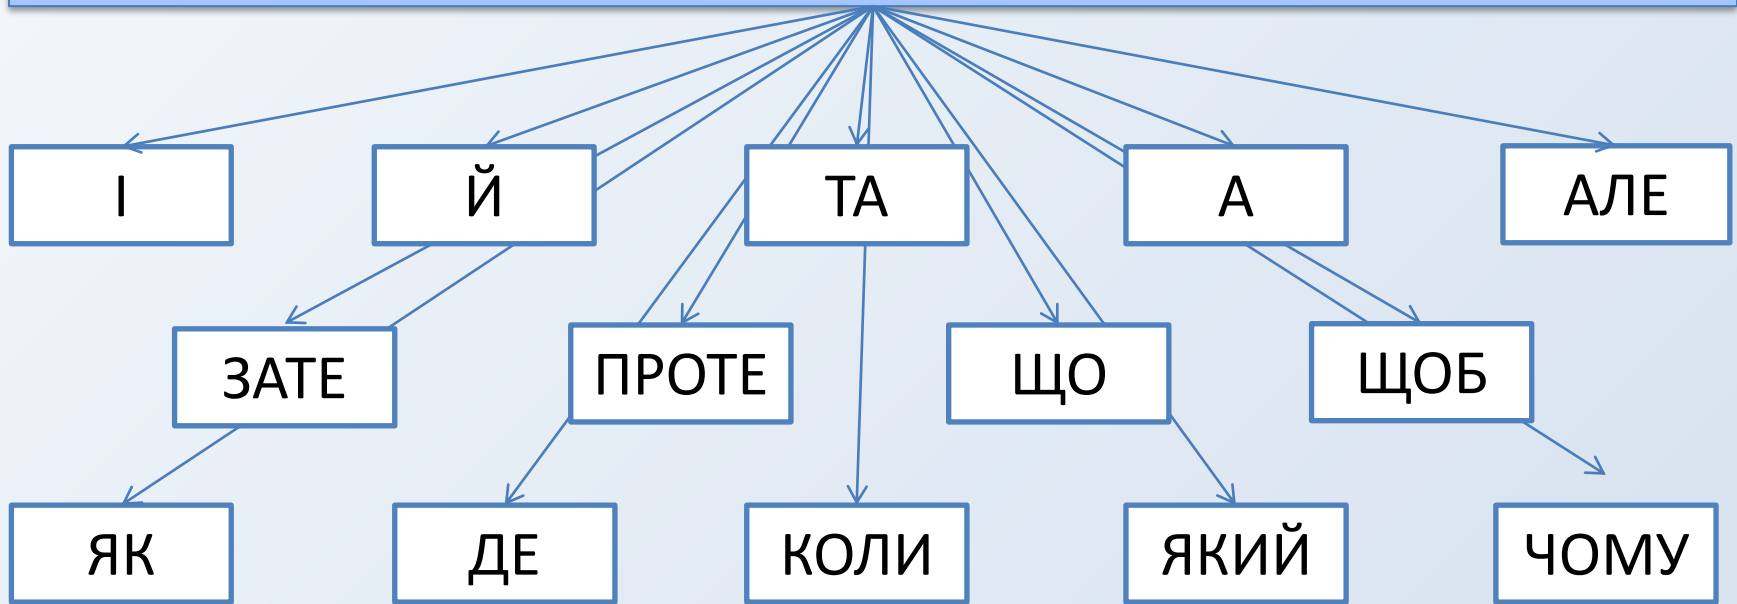 І
Й
ТА
А
АЛЕ
ЗАТЕ
ПРОТЕ
ЩО
ЩОБ
ЯК
ДЕ
КОЛИ
ЯКИЙ
ЧОМУ